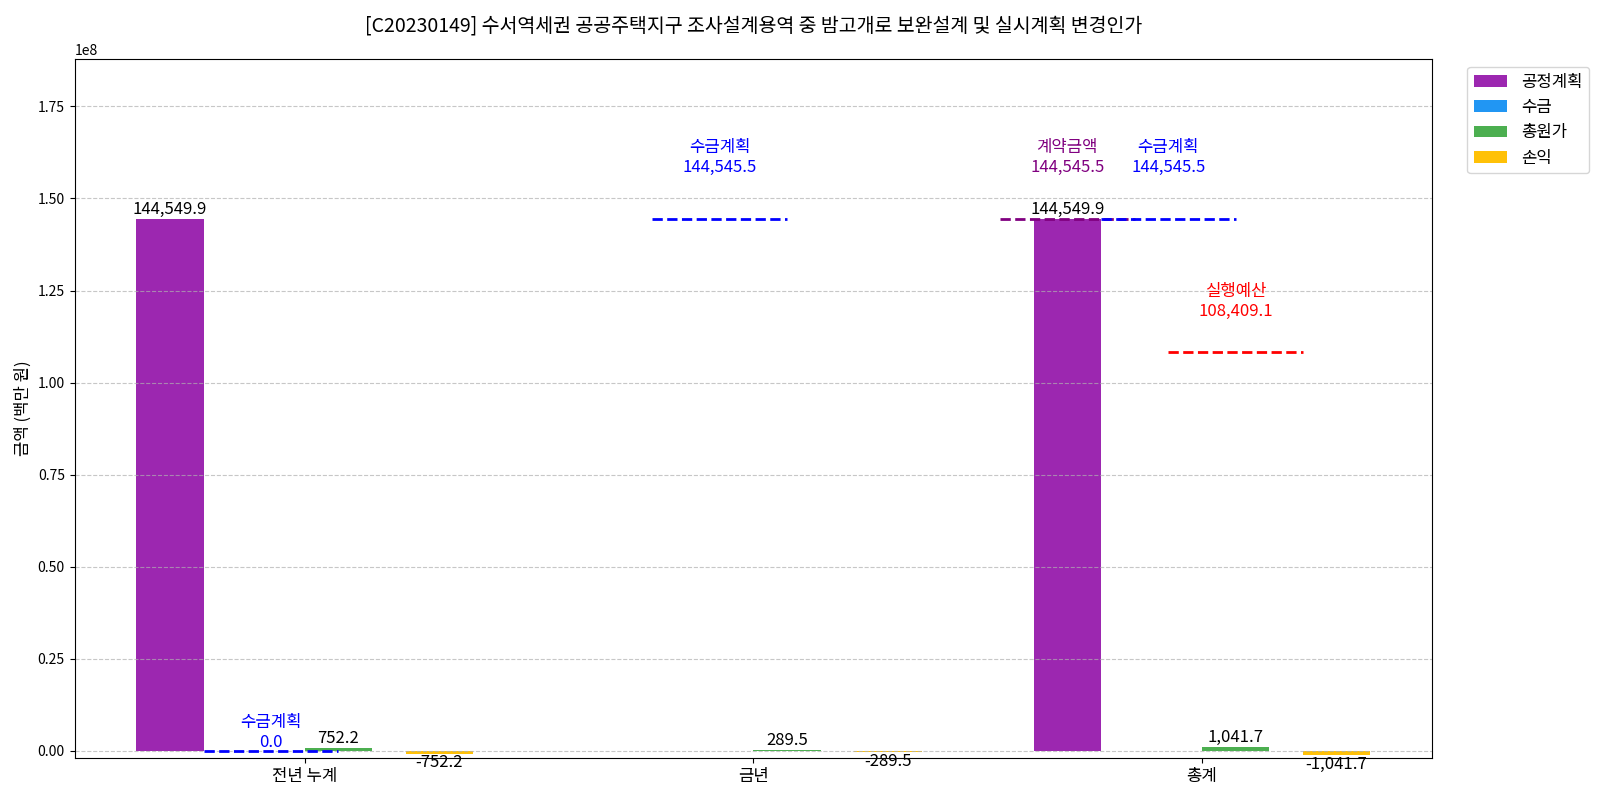 [C20230149] 수서역세권 공공주택지구 조사설계용역 중 밤고개로 보완설계 및 실시계획 변경인가
1e8
금액 (백만 원)
1.75
1.50
1.25
1.00
0.75
0.50
0.25
0.00
144,549.9
수금계획
0.0
752.2
-752.2
수금계획
144,545.5
289.5
-289.5
계약금액
144,545.5
수금계획
144,545.5
144,549.9
실행예산
108,409.1
1,041.7
-1,041.7
전년 누계
금년
총계
공정계획
수금
총원가
손익